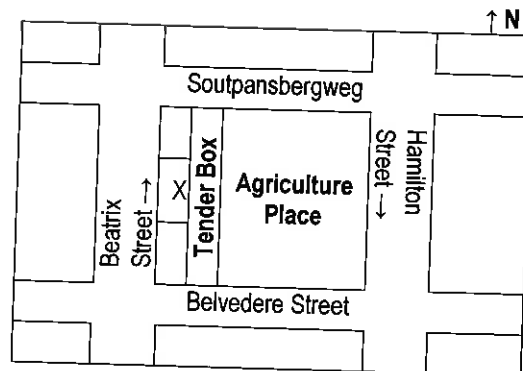 ↑ N
Soutpansbergweg
Beatrix
Street →
X
Tender Box
Agriculture
Place
Hamilton
Street →
Belvedere Street